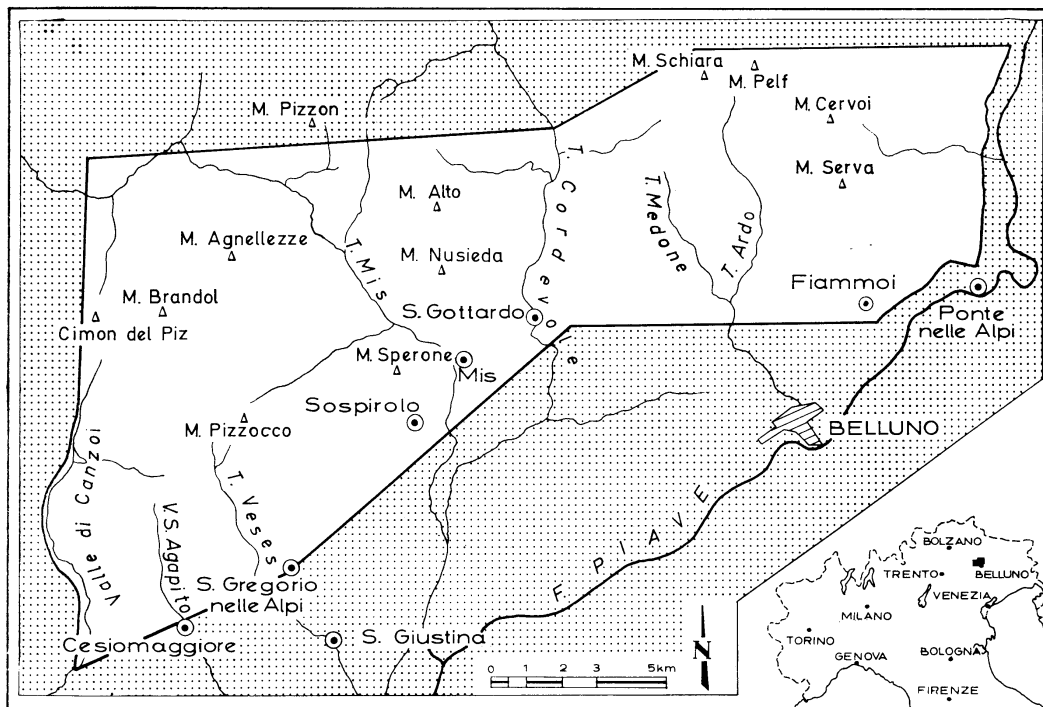 M. Schiara
M. Pelf
M. Pizzon
M. Cervoi
T. Cordevole
M. Serva
M. Alto
T. Medone
T. Ardo
M. Agnellezze
T. Mis
M. Nusieda
M. Brandol
Fiammoi
S. Gottardo
Ponte
nelle Alpi
Cimon del Piz
M. Sperone
Mis
Sospirolo
M. Pizzocco
BELLUNO
Valle di Canzoi
V. S. Agapito
T. Veses
F. PIAVE
S. Gregorio
nelle Alpi
Cesiomaggiore
S. Giustina
N
0 1 2 3 5km
BOLZANO
TRENTO
BELLUNO
VENEZIA
MILANO
TORINO
GENOVA
BOLOGNA
FIRENZE